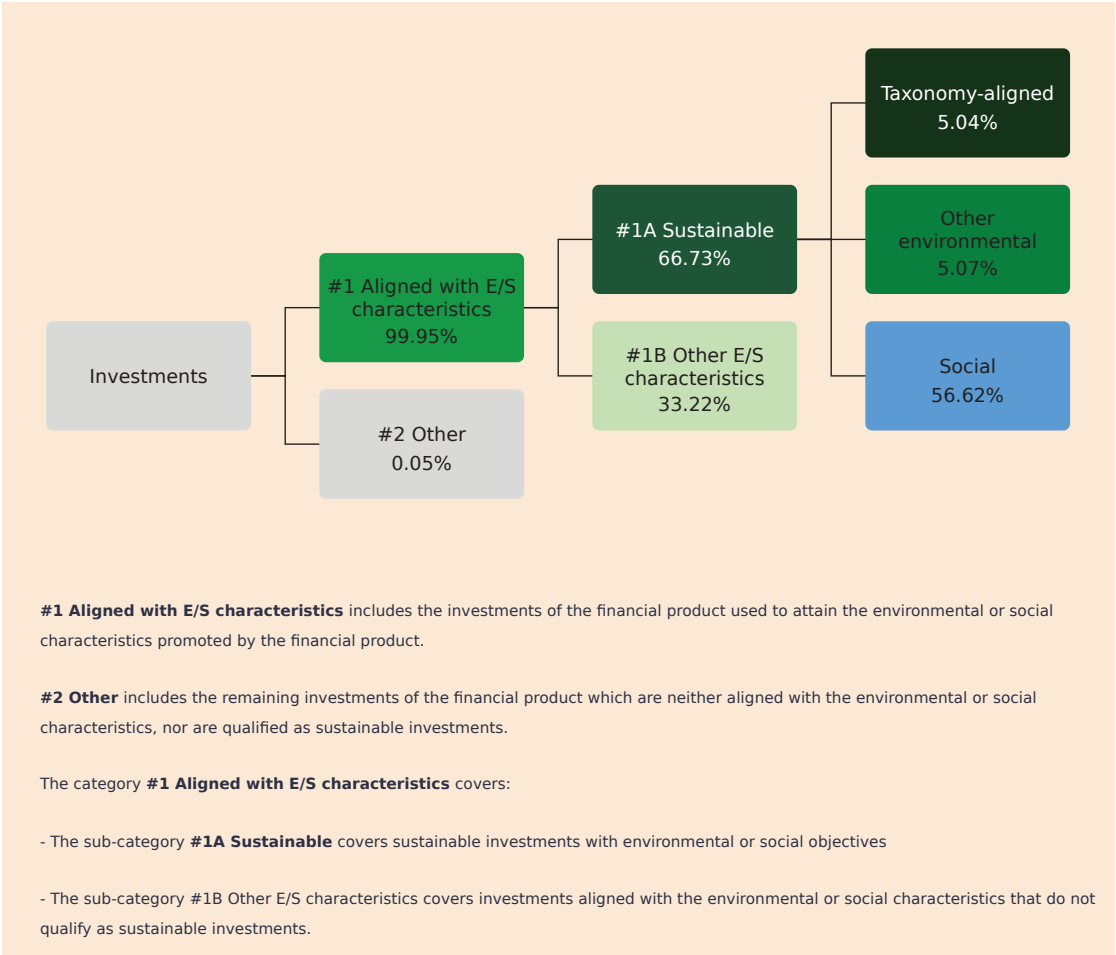 Taxonomy-aligned
5.04%
#1A Sustainable
66.73%
Other
environmental
5.07%
#1 Aligned with E/S
characteristics
99.95%
Investments
#1B Other E/S
characteristics
33.22%
Social
56.62%
#2 Other
0.05%
#1 Aligned with E/S characteristics includes the investments of the financial product used to attain the environmental or social
characteristics promoted by the financial product.
#2 Other includes the remaining investments of the financial product which are neither aligned with the environmental or social
characteristics, nor are qualified as sustainable investments.
The category #1 Aligned with E/S characteristics covers:
- The sub-category #1A Sustainable covers sustainable investments with environmental or social objectives
- The sub-category #1B Other E/S characteristics covers investments aligned with the environmental or social characteristics that do not
qualify as sustainable investments.